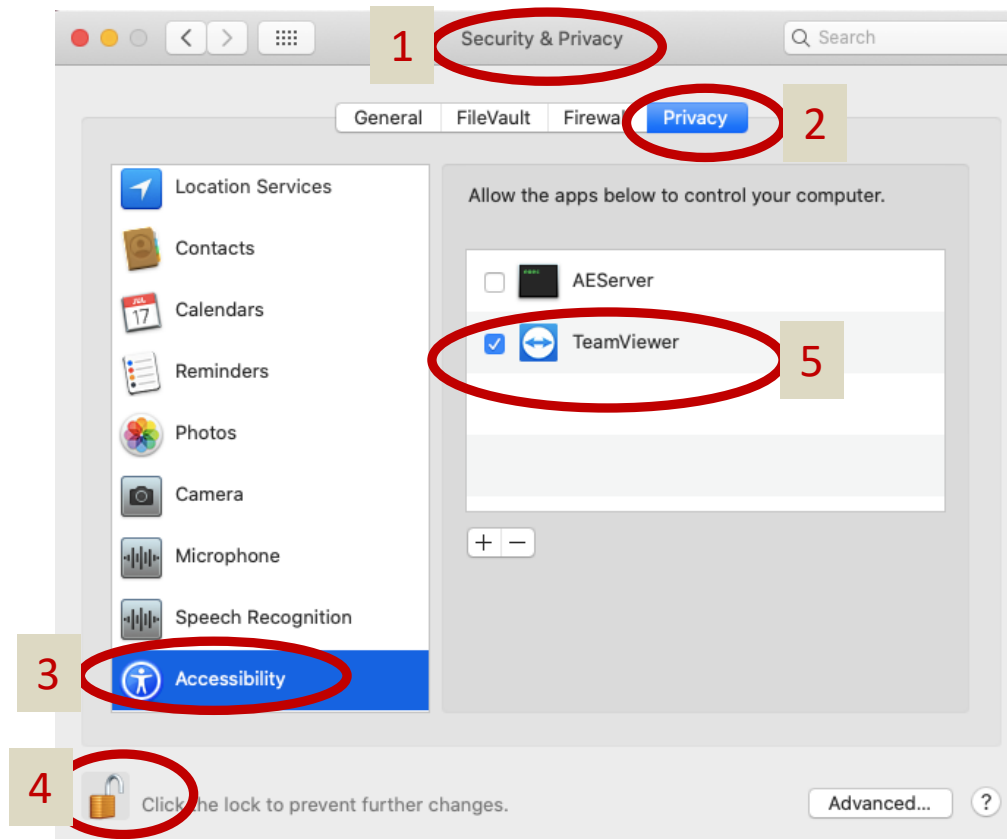 1
Security & Privacy
Search
General FileVault Firewall Privacy
2
Location Services
Contacts
JUL
17
Calendars
Reminders
Photos
Camera
Microphone
Speech Recognition
3
Accessibility
Allow the apps below to control your computer.
AEServer
TeamViewer
5
+ −
4
Click the lock to prevent further changes.
Advanced...
?